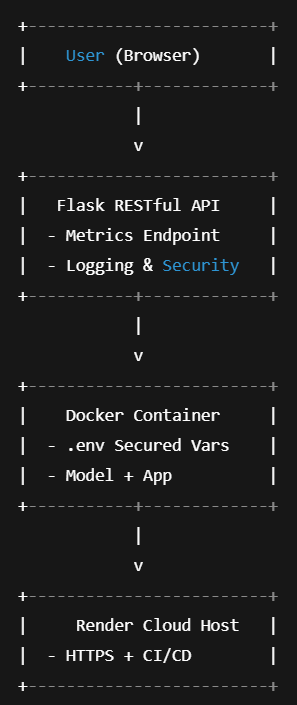 +--------------------------+
|    User (Browser)        |
+------------+-------------+
             |
             v
+--------------------------+
|   Flask RESTful API      |
|  - Metrics Endpoint      |
|  - Logging & Security    |
+------------+-------------+
             |
             v
+--------------------------+
|    Docker Container      |
|  - .env Secured Vars     |
|  - Model + App           |
+------------+-------------+
             |
             v
+--------------------------+
|     Render Cloud Host    |
|  - HTTPS + CI/CD         |
+--------------------------+